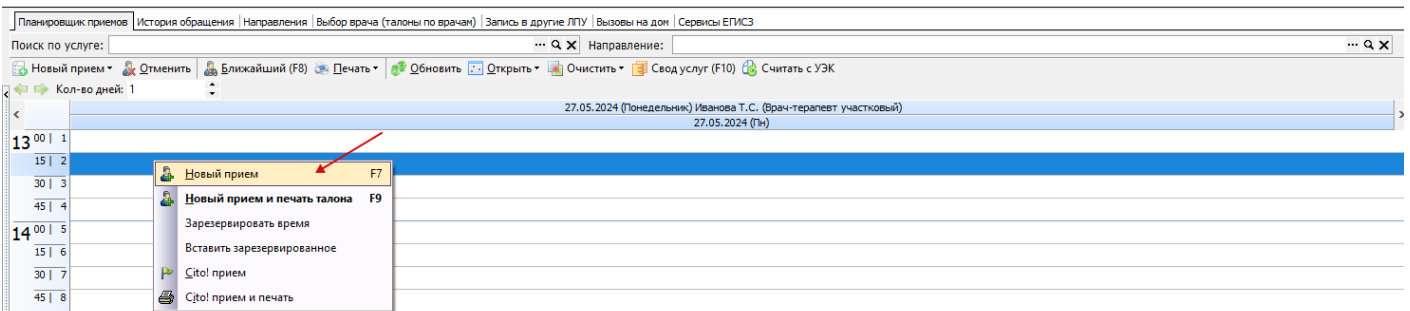 Планировщик приемов История обращения Направления Выбор врача (талоны по врачам) Запись в другие ЛПУ Вызовы на дом Сервисы ЕГИСЗ
Поиск по услуге: ... Направление: ...
Новый прием Отменить Ближайший (F8) Печать Обновить Открыть Очистить Свод услуг (F10) Считать с УЭК
Кол-во дней: 1
27.05.2024 (Понедельник) Иванова Т.С. (Врач-терапевт участковый)
27.05.2024 (Пн)
13 00 | 1
15 | 2
Новый прием F7
30 | 3
Новый прием и печать талона F9
45 | 4
Зарезервировать время
14 00 | 5
Вставить зарезервированное
15 | 6
Cito! прием
30 | 7
Cito! прием и печать
45 | 8